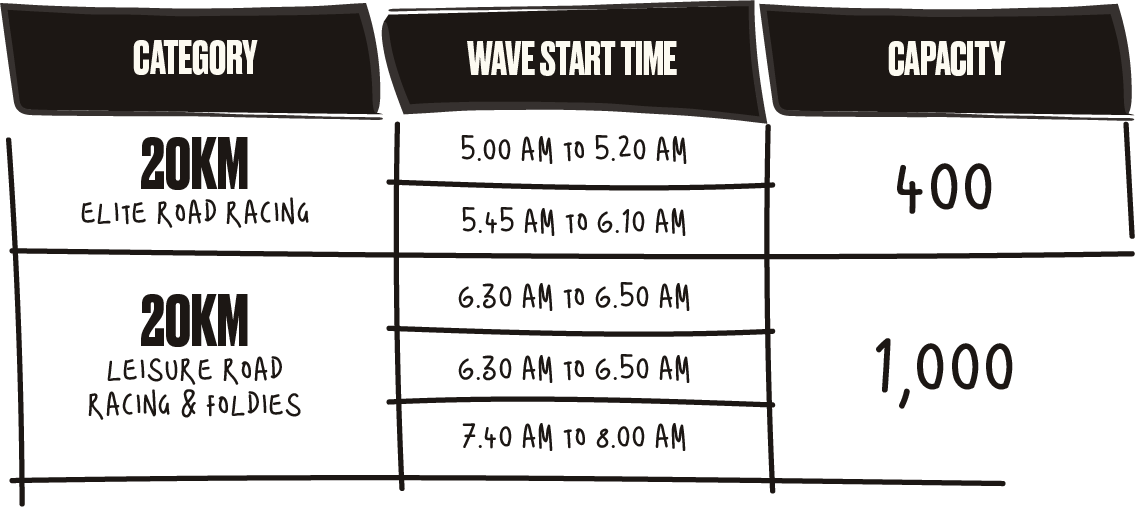 CATEGORY WAVE START TIME CAPACITY
20KM
ELITE ROAD RACING
5.00 AM TO 5.20 AM
5.45 AM TO 6.10 AM
400
20KM
LEISURE ROAD
RACING & FOLDIES
6.30 AM TO 6.50 AM
6.30 AM TO 6.50 AM
7.40 AM TO 8.00 AM
1,000